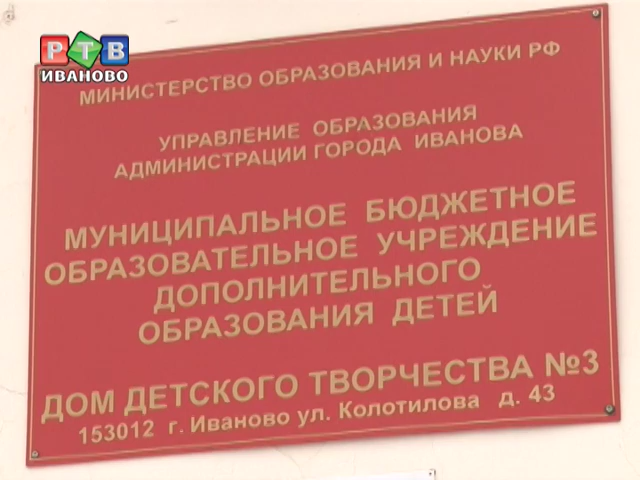 РТВ
ИВАНОВО
МИНИСТЕРСТВО ОБРАЗОВАНИЯ И НАУКИ РФ
УПРАВЛЕНИЕ ОБРАЗОВАНИЯ
АДМИНИСТРАЦИИ ГОРОДА ИВАНОВА
МУНИЦИПАЛЬНОЕ БЮДЖЕТНОЕ
ОБРАЗОВАТЕЛЬНОЕ УЧРЕЖДЕНИЕ
ДОПОЛНИТЕЛЬНОГО
ОБРАЗОВАНИЯ ДЕТЕЙ
ДОМ ДЕТСКОГО ТВОРЧЕСТВА №3
153012 г. Иваново ул. Колотилова д. 43